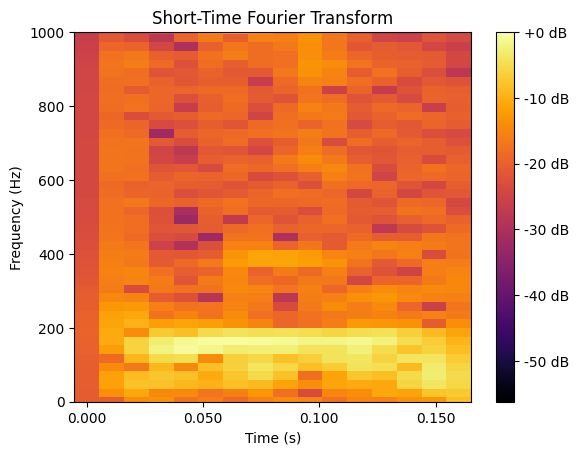 Short-Time Fourier Transform
1000
800
600
400
200
0
Frequency (Hz)
0.000
0.050
0.100
0.150
Time (s)
+0 dB
-10 dB
-20 dB
-30 dB
-40 dB
-50 dB